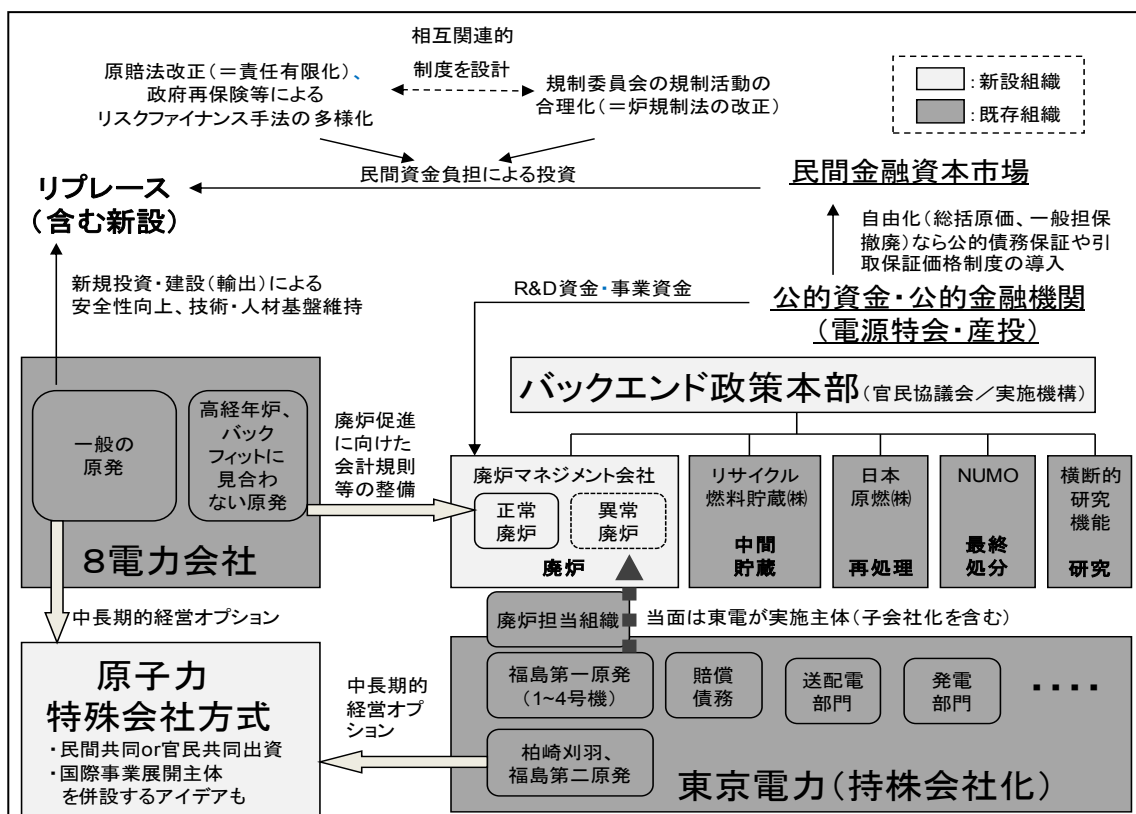 相互関連的
制度を設計
原賠法改正(=責任有限化)、
政府再保険等による
リスクファイナンス手法の多様化
規制委員会の規制活動の
合理化(=炉規制法の改正)
:新設組織
:既存組織
民間資金負担による投資
民間金融資本市場
リプレース
(含む新設)
自由化(総括原価、一般担保
撤廃)なら公的債務保証や引
取保証価格制度の導入
新規投資・建設(輸出)による
安全性向上、技術・人材基盤維持
R&D資金・事業資金
公的資金・公的金融機関
(電源特会・産投)
バックエンド政策本部(官民協議会/実施機構)
一般の
原発
高経年炉、
バック
フィットに
見合わ
ない原発
8電力会社
廃炉促進
に向けた
会計規則
等の整備
廃炉マネジメント会社
正常
廃炉
異常
廃炉
廃炉
リサイクル
燃料貯蔵㈱
中間
貯蔵
日本
原燃㈱
再処理
NUMO
最終
処分
横断的
研究
機能
研究
中長期的経営オプション
廃炉担当組織
当面は東電が実施主体(子会社化を含む)
原子力
特殊会社方式
・民間共同or官民共同出資
・国際事業展開主体
を併設するアイデアも
中長期的
経営オプ
ション
福島第一原発
(1~4号機)
賠償
債務
送配電
部門
発電
部門
・・・・
柏崎刈羽、
福島第二原発
東京電力(持株会社化)